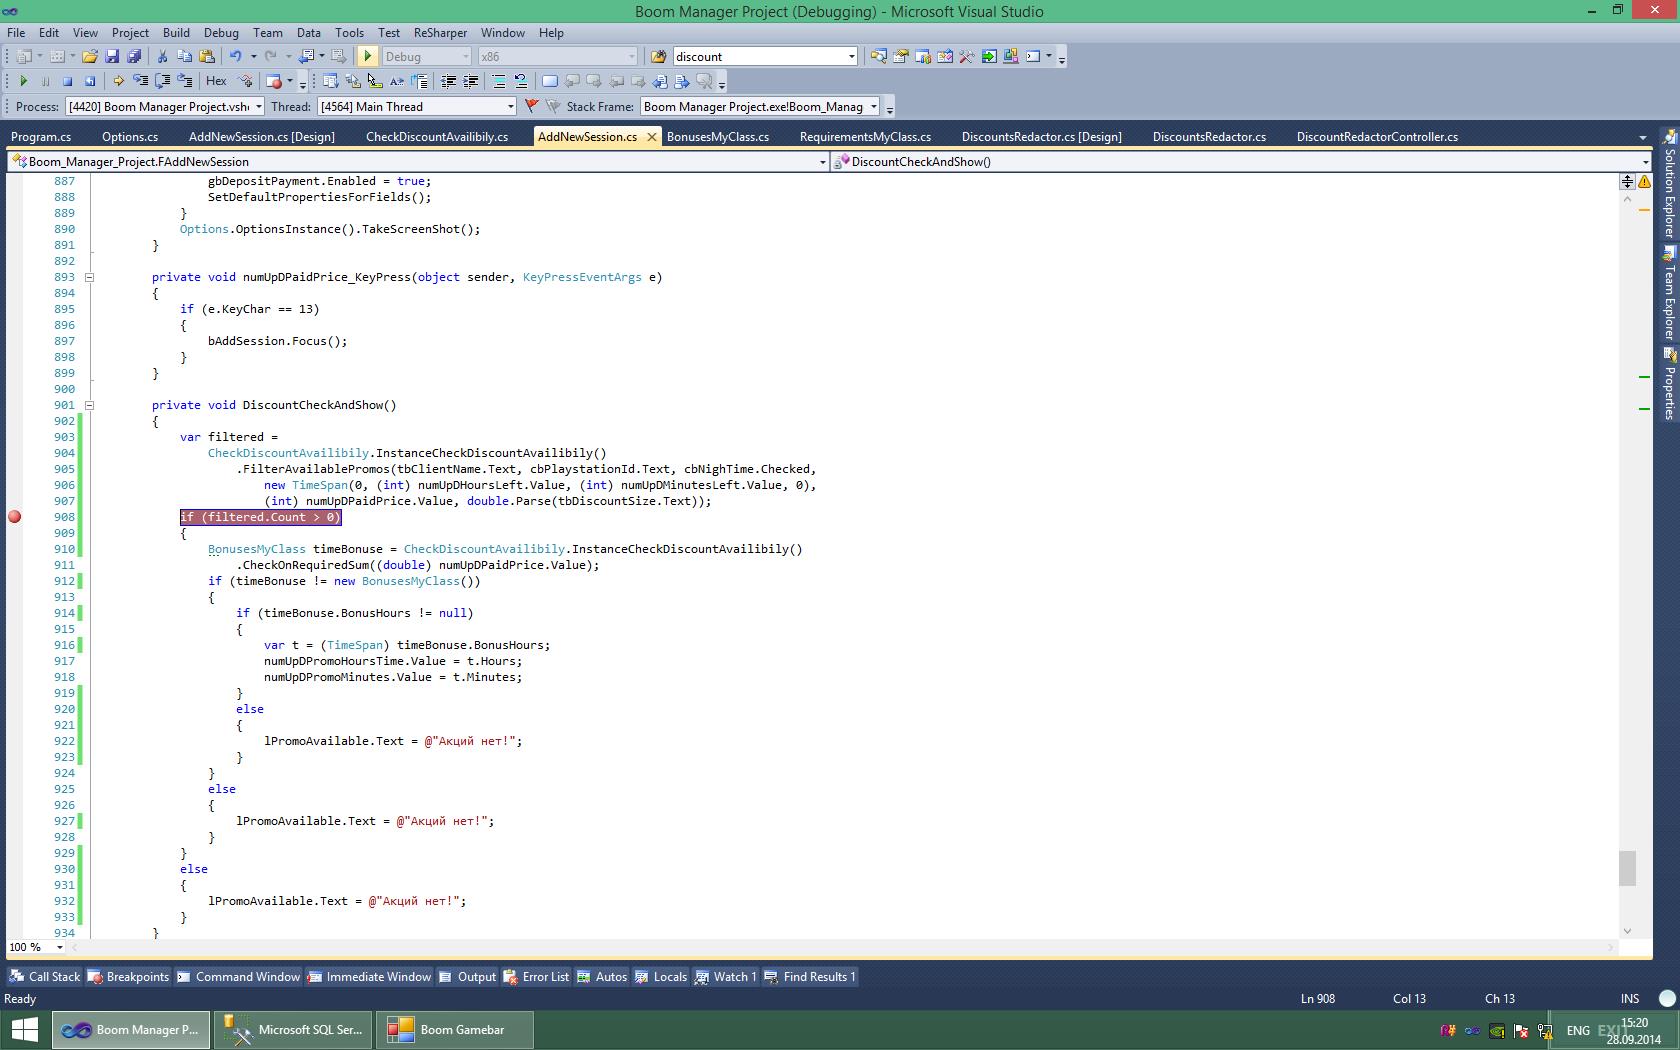 Boom Manager Project (Debugging) - Microsoft Visual Studio
File Edit View Project Build Debug Team Data Tools Test ReSharper Window Help
Debug x86 discount
Hex
Process: [4420] Boom Manager Project.vsh Thread: [4564] Main Thread Stack Frame: Boom Manager Project.exe!Boom_Manag
Program.cs Options.cs AddNewSession.cs [Design] CheckDiscountAvailibily.cs AddNewSession.cs BonusesMyClass.cs RequirementsMyClass.cs DiscountsRedactor.cs [Design] DiscountsRedactor.cs DiscountRedactorController.cs
Boom_Manager_Project.FAddNewSession DiscountCheckAndShow()
887 gbDepositPayment.Enabled = true;
888 SetDefaultPropertiesForFields();
889 }
890 Options.OptionsInstance().TakeScreenShot();
891 }
892
893 private void numUpDPaidPrice_KeyPress(object sender, KeyPressEventArgs e)
894 {
895 if (e.KeyChar == 13)
896 {
897 bAddSession.Focus();
898 }
899 }
900
901 private void DiscountCheckAndShow()
902 {
903 var filtered =
904 CheckDiscountAvailibily.InstanceCheckDiscountAvailibily()
905 .FilterAvailablePromos(tbClientName.Text, cbPlaystationId.Text, cbNighTime.Checked,
906 new TimeSpan(0, (int) numUpDHoursLeft.Value, (int) numUpDMinutesLeft.Value, 0),
907 (int) numUpDPaidPrice.Value, double.Parse(tbDiscountSize.Text));
908 if (filtered.Count > 0)
909 {
910 BonusesMyClass timeBonuse = CheckDiscountAvailibily.InstanceCheckDiscountAvailibily()
911 .CheckOnRequiredSum((double) numUpDPaidPrice.Value);
912 if (timeBonuse != new BonusesMyClass())
913 {
914 if (timeBonuse.BonusHours != null)
915 {
916 var t = (TimeSpan) timeBonuse.BonusHours;
917 numUpDPromoHoursTime.Value = t.Hours;
918 numUpDPromoMinutes.Value = t.Minutes;
919 }
920 else
921 {
922 lPromoAvailable.Text = @"Акций нет!";
923 }
924 }
925 else
926 {
927 lPromoAvailable.Text = @"Акций нет!";
928 }
929 }
930 else
931 {
932 lPromoAvailable.Text = @"Акций нет!";
933 }
934 }
100 %
Solution Explorer
Team Explorer
Properties
Call Stack Breakpoints Command Window Immediate Window Output Error List Autos Locals Watch 1 Find Results 1
Ready Ln 908 Col 13 Ch 13 INS
Boom Manager P... Microsoft SQL Ser... Boom Gamebar ENG EXIT 15:20
28.09.2014